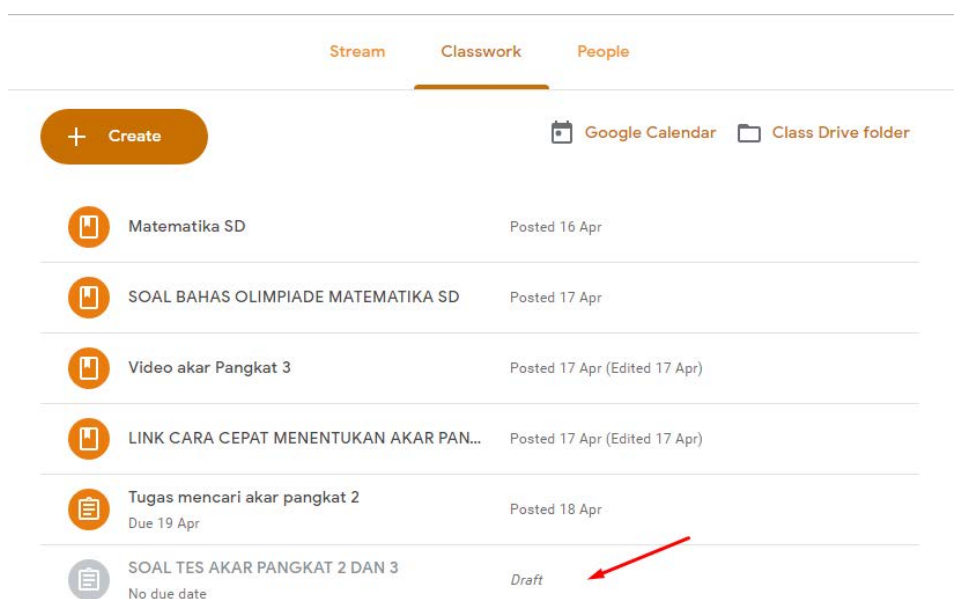 Stream Classwork People
+ Create Google Calendar Class Drive folder
Matematika SD Posted 16 Apr
SOAL BAHAS OLIMPIADE MATEMATIKA SD Posted 17 Apr
Video akar Pangkat 3 Posted 17 Apr (Edited 17 Apr)
LINK CARA CEPAT MENENTUKAN AKAR PAN... Posted 17 Apr (Edited 17 Apr)
Tugas mencari akar pangkat 2 Posted 18 Apr
Due 19 Apr
SOAL TES AKAR PANGKAT 2 DAN 3 Draft
No due date